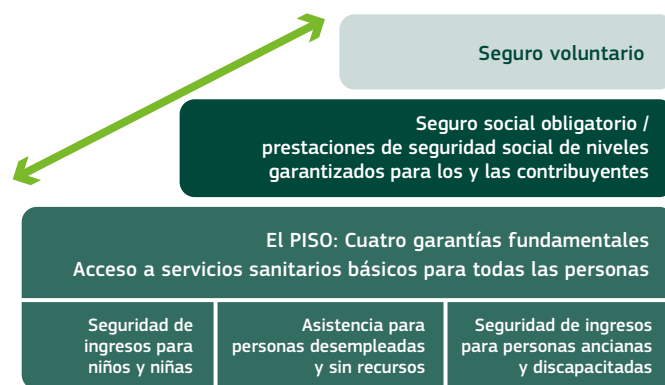 Seguro voluntario
Seguro social obligatorio /
prestaciones de seguridad social de niveles
garantizados para los y las contribuyentes
El PISO: Cuatro garantías fundamentales
Acceso a servicios sanitarios básicos para todas las personas
Seguridad de
ingresos para
niños y niñas
Asistencia para
personas desempleadas
y sin recursos
Seguridad de ingresos
para personas ancianas
y discapacitadas